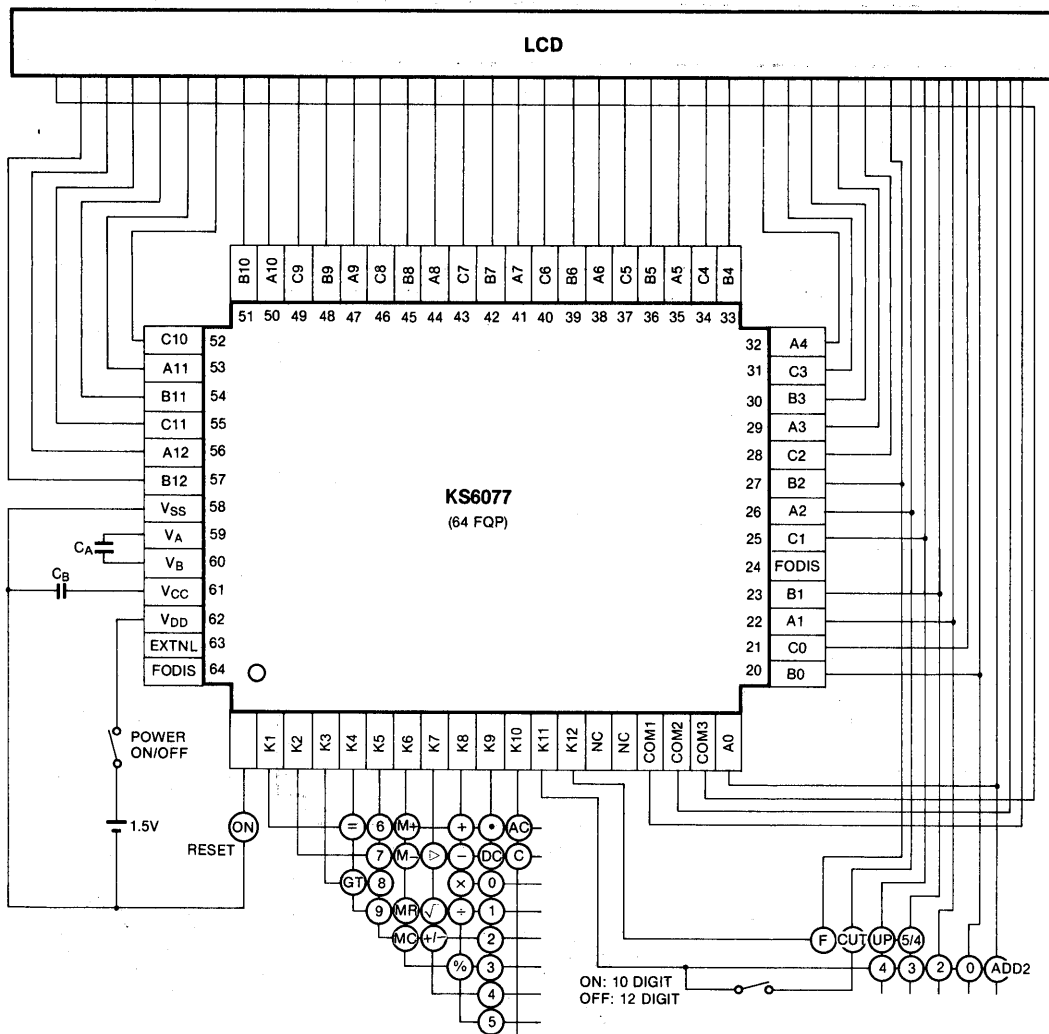 LCD
B10 A10 C9 B9 A9 C8 B8 A8 C7 B7 A7 C6 B6 A6 C5 B5 A5 C4 B4
51 50 49 48 47 46 45 44 43 42 41 40 39 38 37 36 35 34 33
C10 52
A11 53
B11 54
C11 55
A12 56
B12 57
VSS 58
VA 59
VB 60
VCC 61
VDD 62
EXTNL 63
FODIS 64
CA
CB
KS6077
(64 FQP)
32 A4
31 C3
30 B3
29 A3
28 C2
27 B2
26 A2
25 C1
24 FODIS
23 B1
22 A1
21 C0
20 B0
K1 K2 K3 K4 K5 K6 K7 K8 K9 K10 K11 K12 NC NC COM1 COM2 COM3 A0
POWER
ON/OFF
1.5V
ON
RESET
= 6 M+ + • AC
7 M– ▷ – DC C
GT 8 × 0
9 MR √ ÷ 1
MC +/– 2
% 3
4
5
F CUT UP 5/4
4 3 2 0 ADD2
ON: 10 DIGIT
OFF: 12 DIGIT